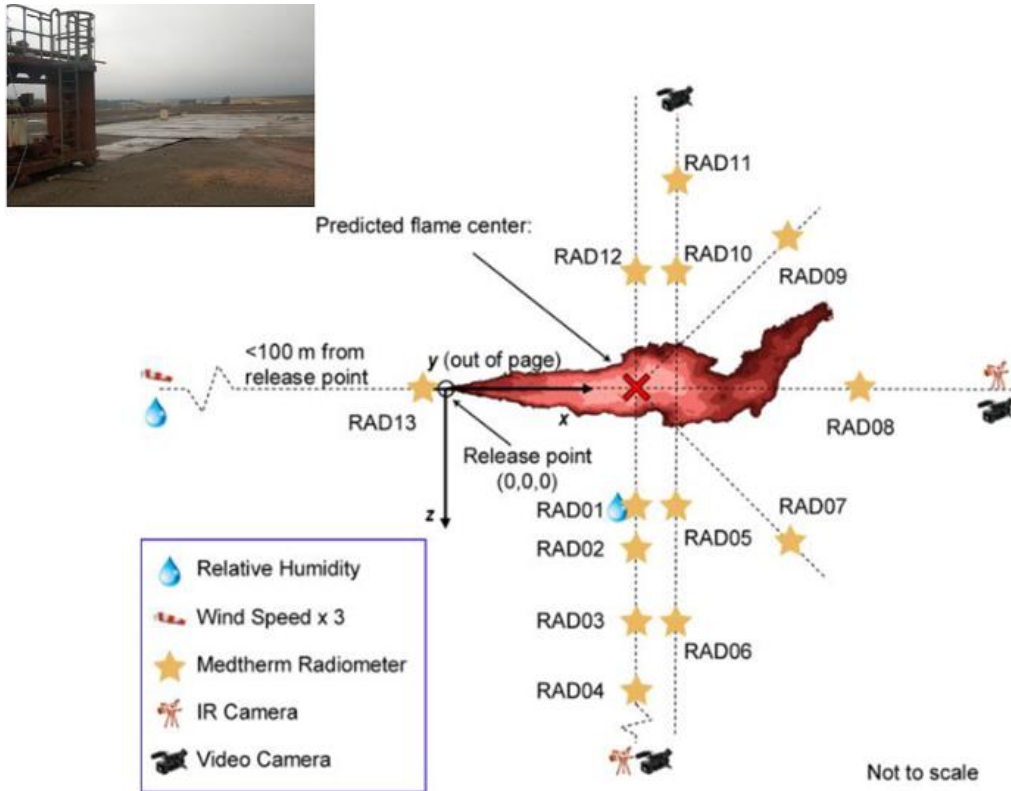 RAD11
Predicted flame center:
RAD12
RAD10
RAD09
<100 m from
release point
y (out of page)
RAD13
x
RAD08
Release point
(0,0,0)
z
RAD01
RAD07
RAD05
RAD02
Relative Humidity
Wind Speed x 3
RAD03
RAD06
Medtherm Radiometer
RAD04
IR Camera
Video Camera
Not to scale